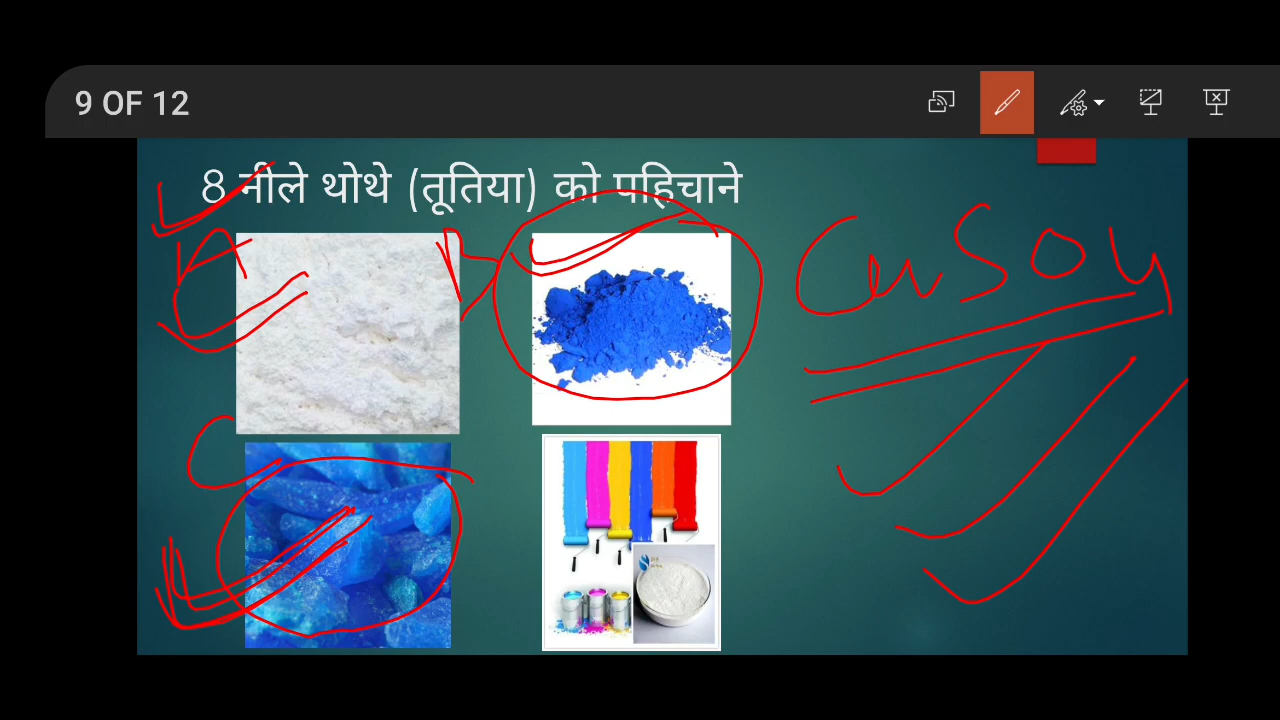 9 OF 12
8 नीले थोथे (तूतिया) को पहिचाने
A
B
CuSO4
C